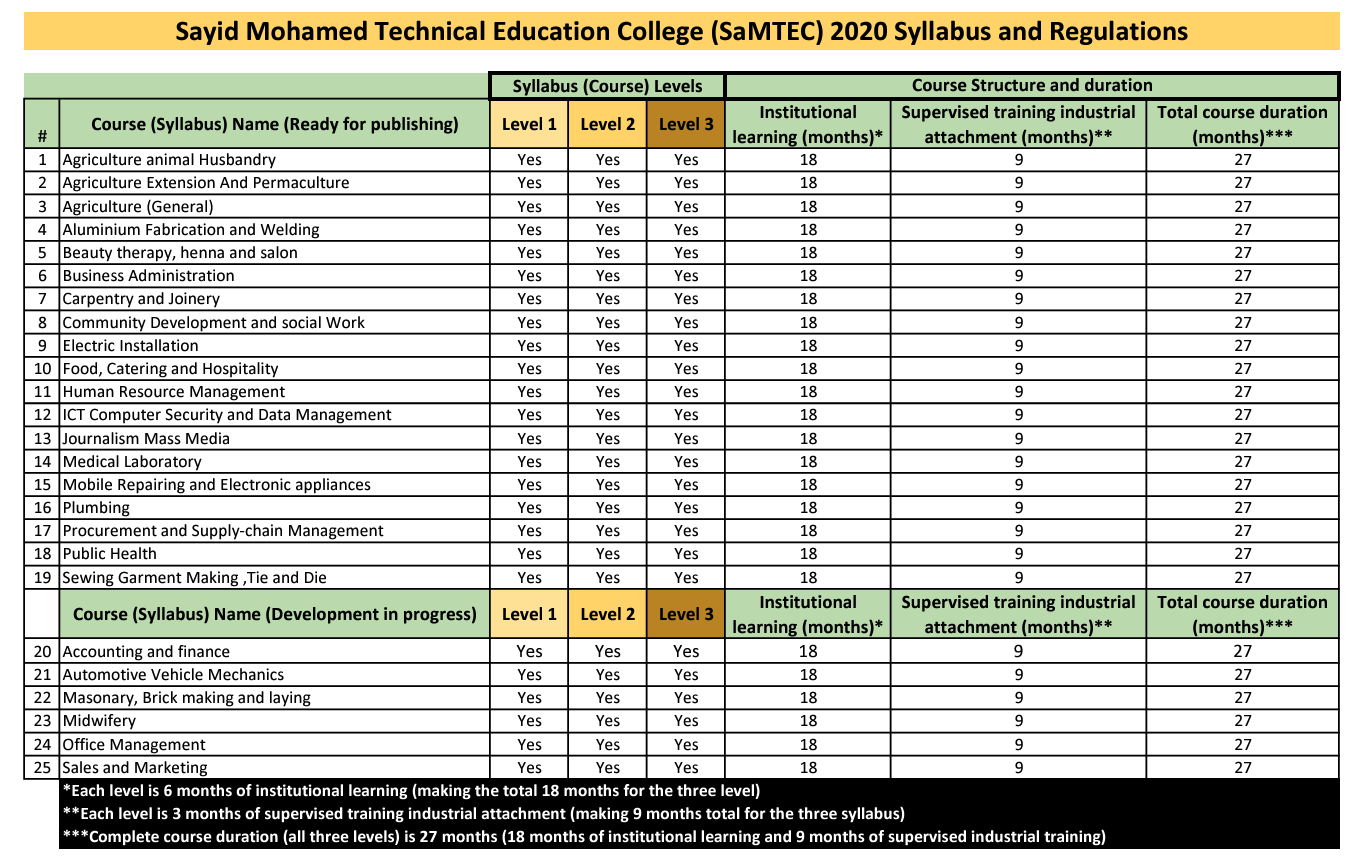 Sayid Mohamed Technical Education College (SaMTEC) 2020 Syllabus and Regulations
Syllabus (Course) Levels Course Structure and duration
# Course (Syllabus) Name (Ready for publishing) Level 1 Level 2 Level 3 Institutional learning (months)* Supervised training industrial attachment (months)** Total course duration (months)***
1 Agriculture animal Husbandry Yes Yes Yes 18 9 27
2 Agriculture Extension And Permaculture Yes Yes Yes 18 9 27
3 Agriculture (General) Yes Yes Yes 18 9 27
4 Aluminium Fabrication and Welding Yes Yes Yes 18 9 27
5 Beauty therapy, henna and salon Yes Yes Yes 18 9 27
6 Business Administration Yes Yes Yes 18 9 27
7 Carpentry and Joinery Yes Yes Yes 18 9 27
8 Community Development and social Work Yes Yes Yes 18 9 27
9 Electric Installation Yes Yes Yes 18 9 27
10 Food, Catering and Hospitality Yes Yes Yes 18 9 27
11 Human Resource Management Yes Yes Yes 18 9 27
12 ICT Computer Security and Data Management Yes Yes Yes 18 9 27
13 Journalism Mass Media Yes Yes Yes 18 9 27
14 Medical Laboratory Yes Yes Yes 18 9 27
15 Mobile Repairing and Electronic appliances Yes Yes Yes 18 9 27
16 Plumbing Yes Yes Yes 18 9 27
17 Procurement and Supply-chain Management Yes Yes Yes 18 9 27
18 Public Health Yes Yes Yes 18 9 27
19 Sewing Garment Making ,Tie and Die Yes Yes Yes 18 9 27
Course (Syllabus) Name (Development in progress) Level 1 Level 2 Level 3 Institutional learning (months)* Supervised training industrial attachment (months)** Total course duration (months)***
20 Accounting and finance Yes Yes Yes 18 9 27
21 Automotive Vehicle Mechanics Yes Yes Yes 18 9 27
22 Masonary, Brick making and laying Yes Yes Yes 18 9 27
23 Midwifery Yes Yes Yes 18 9 27
24 Office Management Yes Yes Yes 18 9 27
25 Sales and Marketing Yes Yes Yes 18 9 27
*Each level is 6 months of institutional learning (making the total 18 months for the three level)
**Each level is 3 months of supervised training industrial attachment (making 9 months total for the three syllabus)
***Complete course duration (all three levels) is 27 months (18 months of institutional learning and 9 months of supervised industrial training)